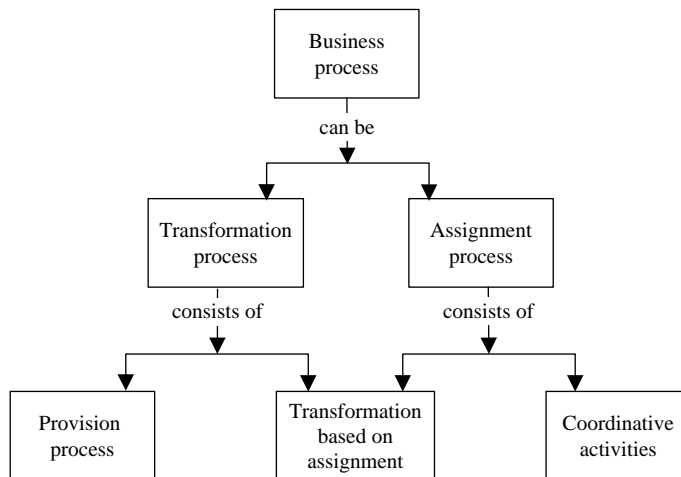 Business
process
can be
Transformation
process
Assignment
process
consists of
consists of
Provision
process
Transformation
based on
assignment
Coordinative
activities